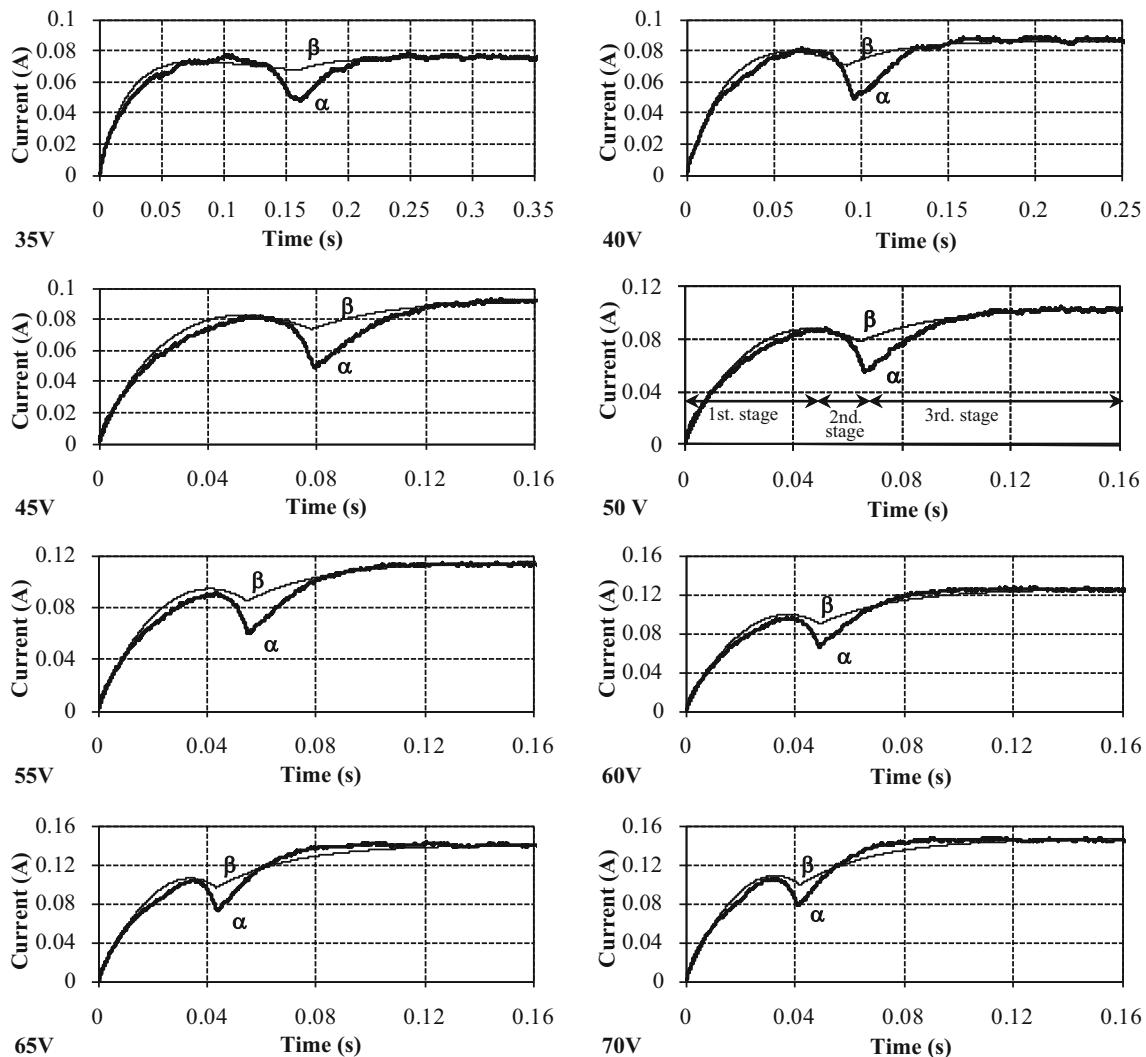 Current (A)
0.1
0.08
0.06
0.04
0.02
0
β
α
0 0.05 0.1 0.15 0.2 0.25 0.3 0.35
35V
Time (s)
Current (A)
0.1
0.08
0.06
0.04
0.02
0
β
α
0 0.05 0.1 0.15 0.2 0.25
40V
Time (s)
Current (A)
0.1
0.08
0.06
0.04
0.02
0
β
α
0 0.04 0.08 0.12 0.16
45V
Time (s)
Current (A)
0.12
0.08
0.04
0
β
α
1st. stage
2nd.
stage
3rd. stage
0 0.04 0.08 0.12 0.16
50 V
Time (s)
Current (A)
0.12
0.08
0.04
0
β
α
0 0.04 0.08 0.12 0.16
55V
Time (s)
Current (A)
0.16
0.12
0.08
0.04
0
β
α
0 0.04 0.08 0.12 0.16
60V
Time (s)
Current (A)
0.16
0.12
0.08
0.04
0
β
α
0 0.04 0.08 0.12 0.16
65V
Time (s)
Current (A)
0.16
0.12
0.08
0.04
0
β
α
0 0.04 0.08 0.12 0.16
70V
Time (s)